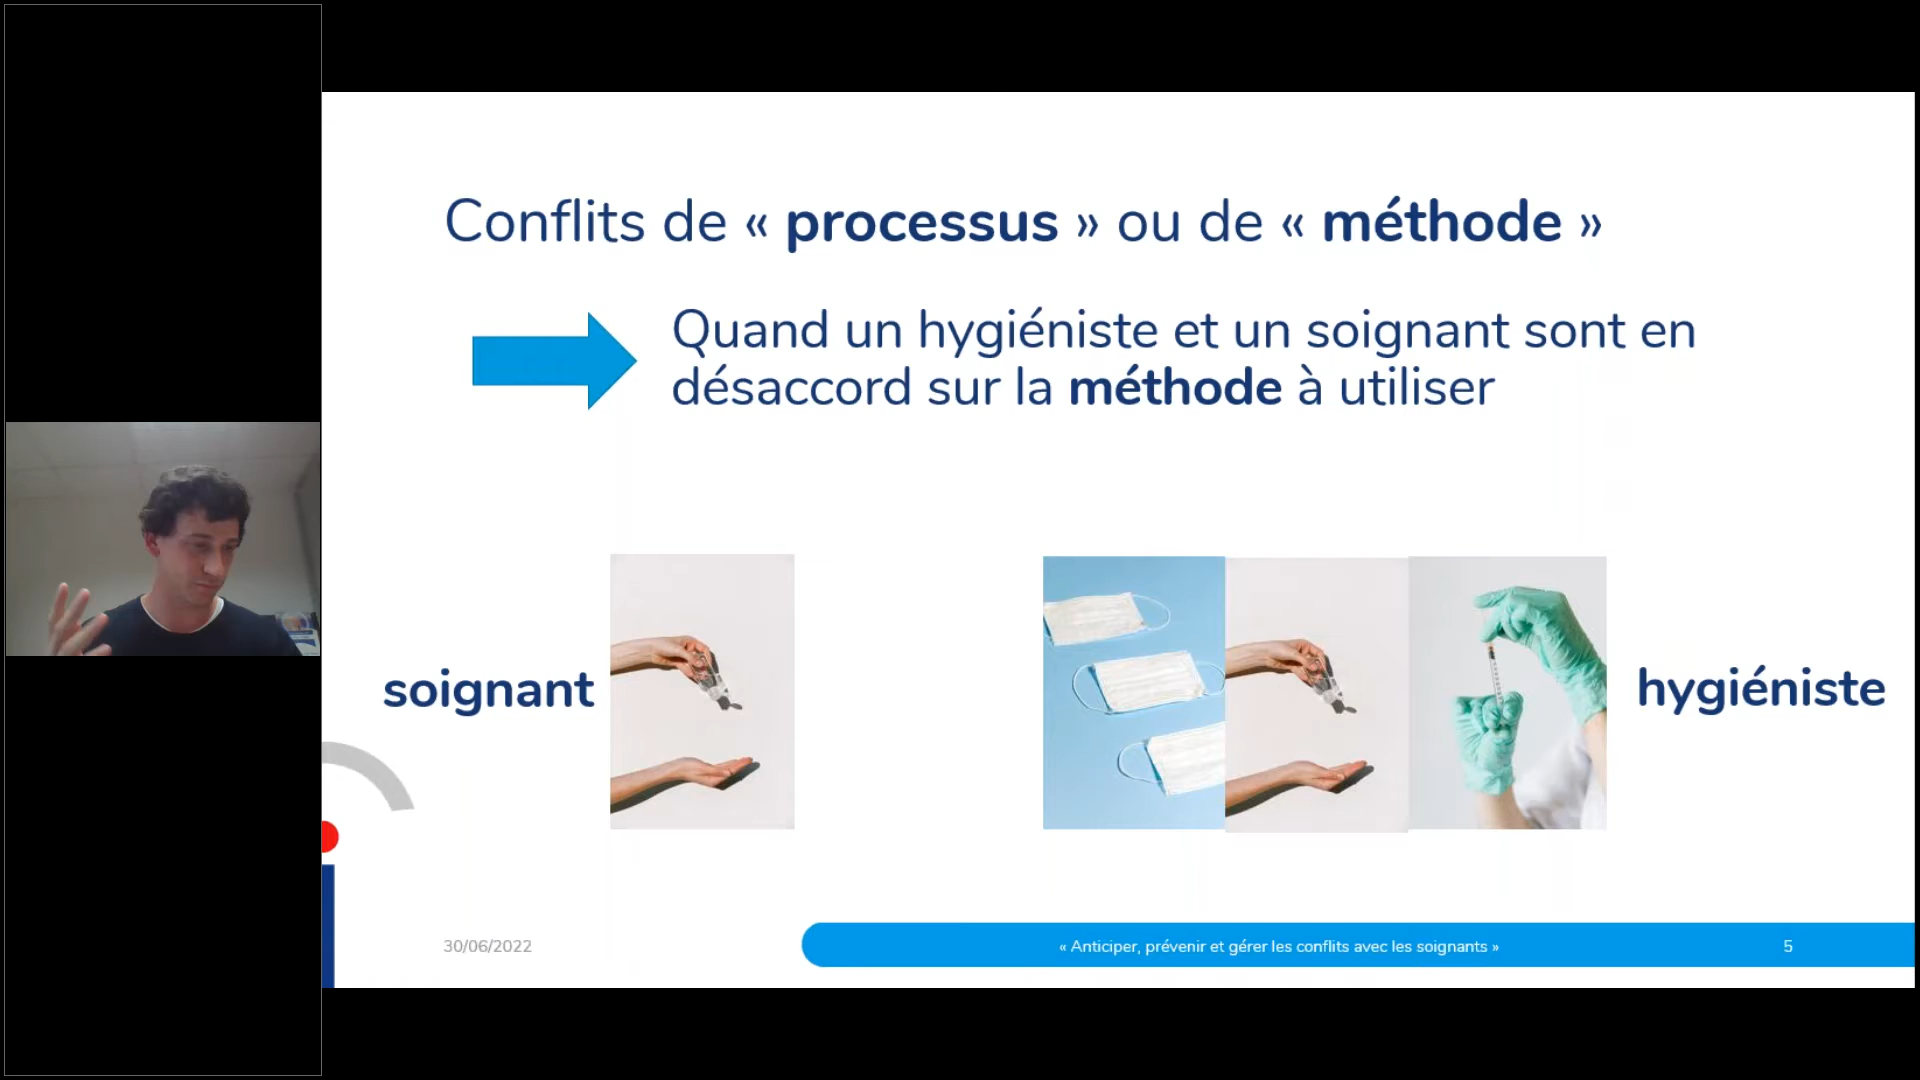 Conflits de « processus » ou de « méthode »
Quand un hygiéniste et un soignant sont en
désaccord sur la méthode à utiliser
soignant
hygiéniste
30/06/2022
« Anticiper, prévenir et gérer les conflits avec les soignants »
5